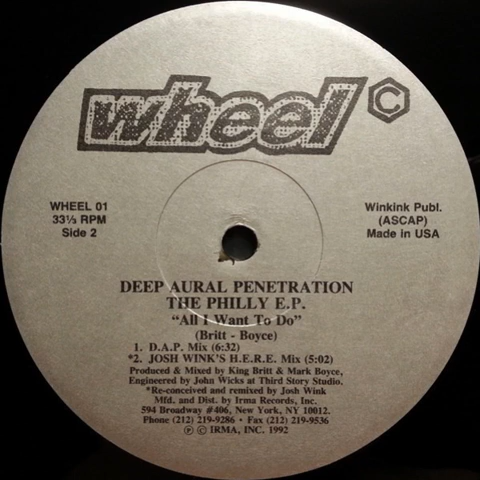 wheel
C
WHEEL 01
33⅓ RPM
Side 2
Winkink Publ.
(ASCAP)
Made in USA
DEEP AURAL PENETRATION
THE PHILLY E.P.
"All I Want To Do"
(Britt - Boyce)
1. D.A.P. Mix (6:32)
*2. JOSH WINK'S H.E.R.E. Mix (5:02)
Produced & Mixed by King Britt & Mark Boyce,
Engineered by John Wicks at Third Story Studio.
*Re-conceived and remixed by Josh Wink
Mfd. and Dist. by Irma Records, Inc.
594 Broadway #406, New York, NY 10012.
Phone (212) 219-9286 • Fax (212) 219-9536
℗ © IRMA, INC. 1992